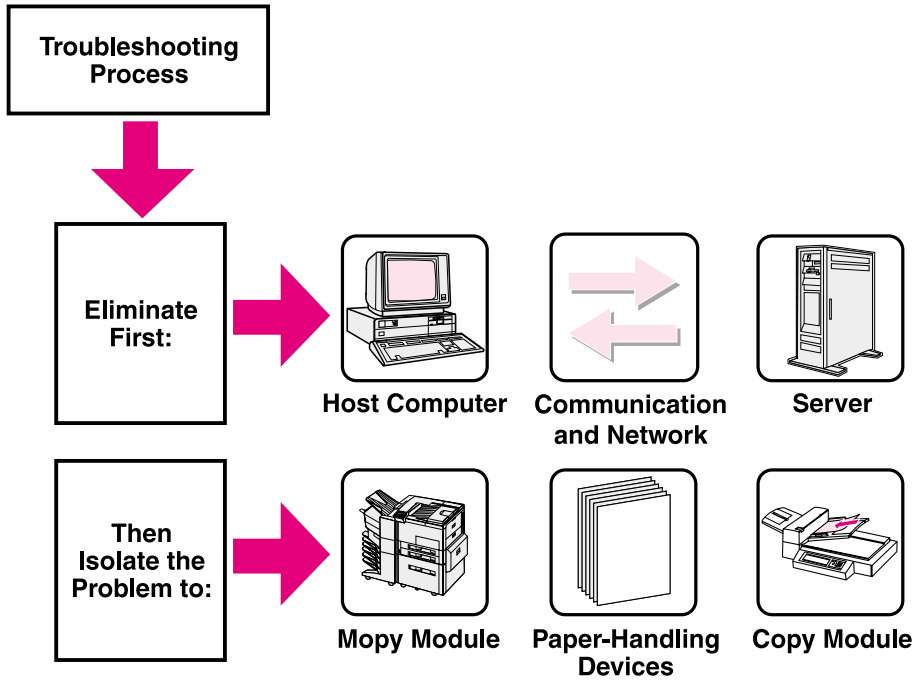 Troubleshooting
Process
Eliminate
First:
Host Computer
Communication
and Network
Server
Then
Isolate the
Problem to:
Mopy Module
Paper-Handling
Devices
Copy Module